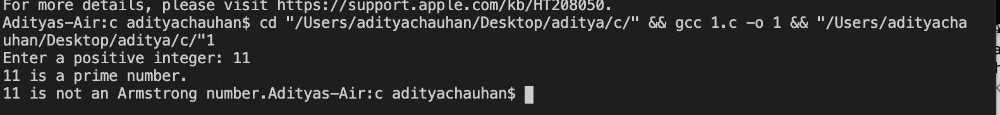 For more details, please visit https://support.apple.com/kb/HT208050.
Adityas-Air:c adityachauhan$ cd "/Users/adityachauhan/Desktop/aditya/c/" && gcc 1.c -o 1 && "/Users/adityacha
uhan/Desktop/aditya/c/"1
Enter a positive integer: 11
11 is a prime number.
11 is not an Armstrong number.Adityas-Air:c adityachauhan$